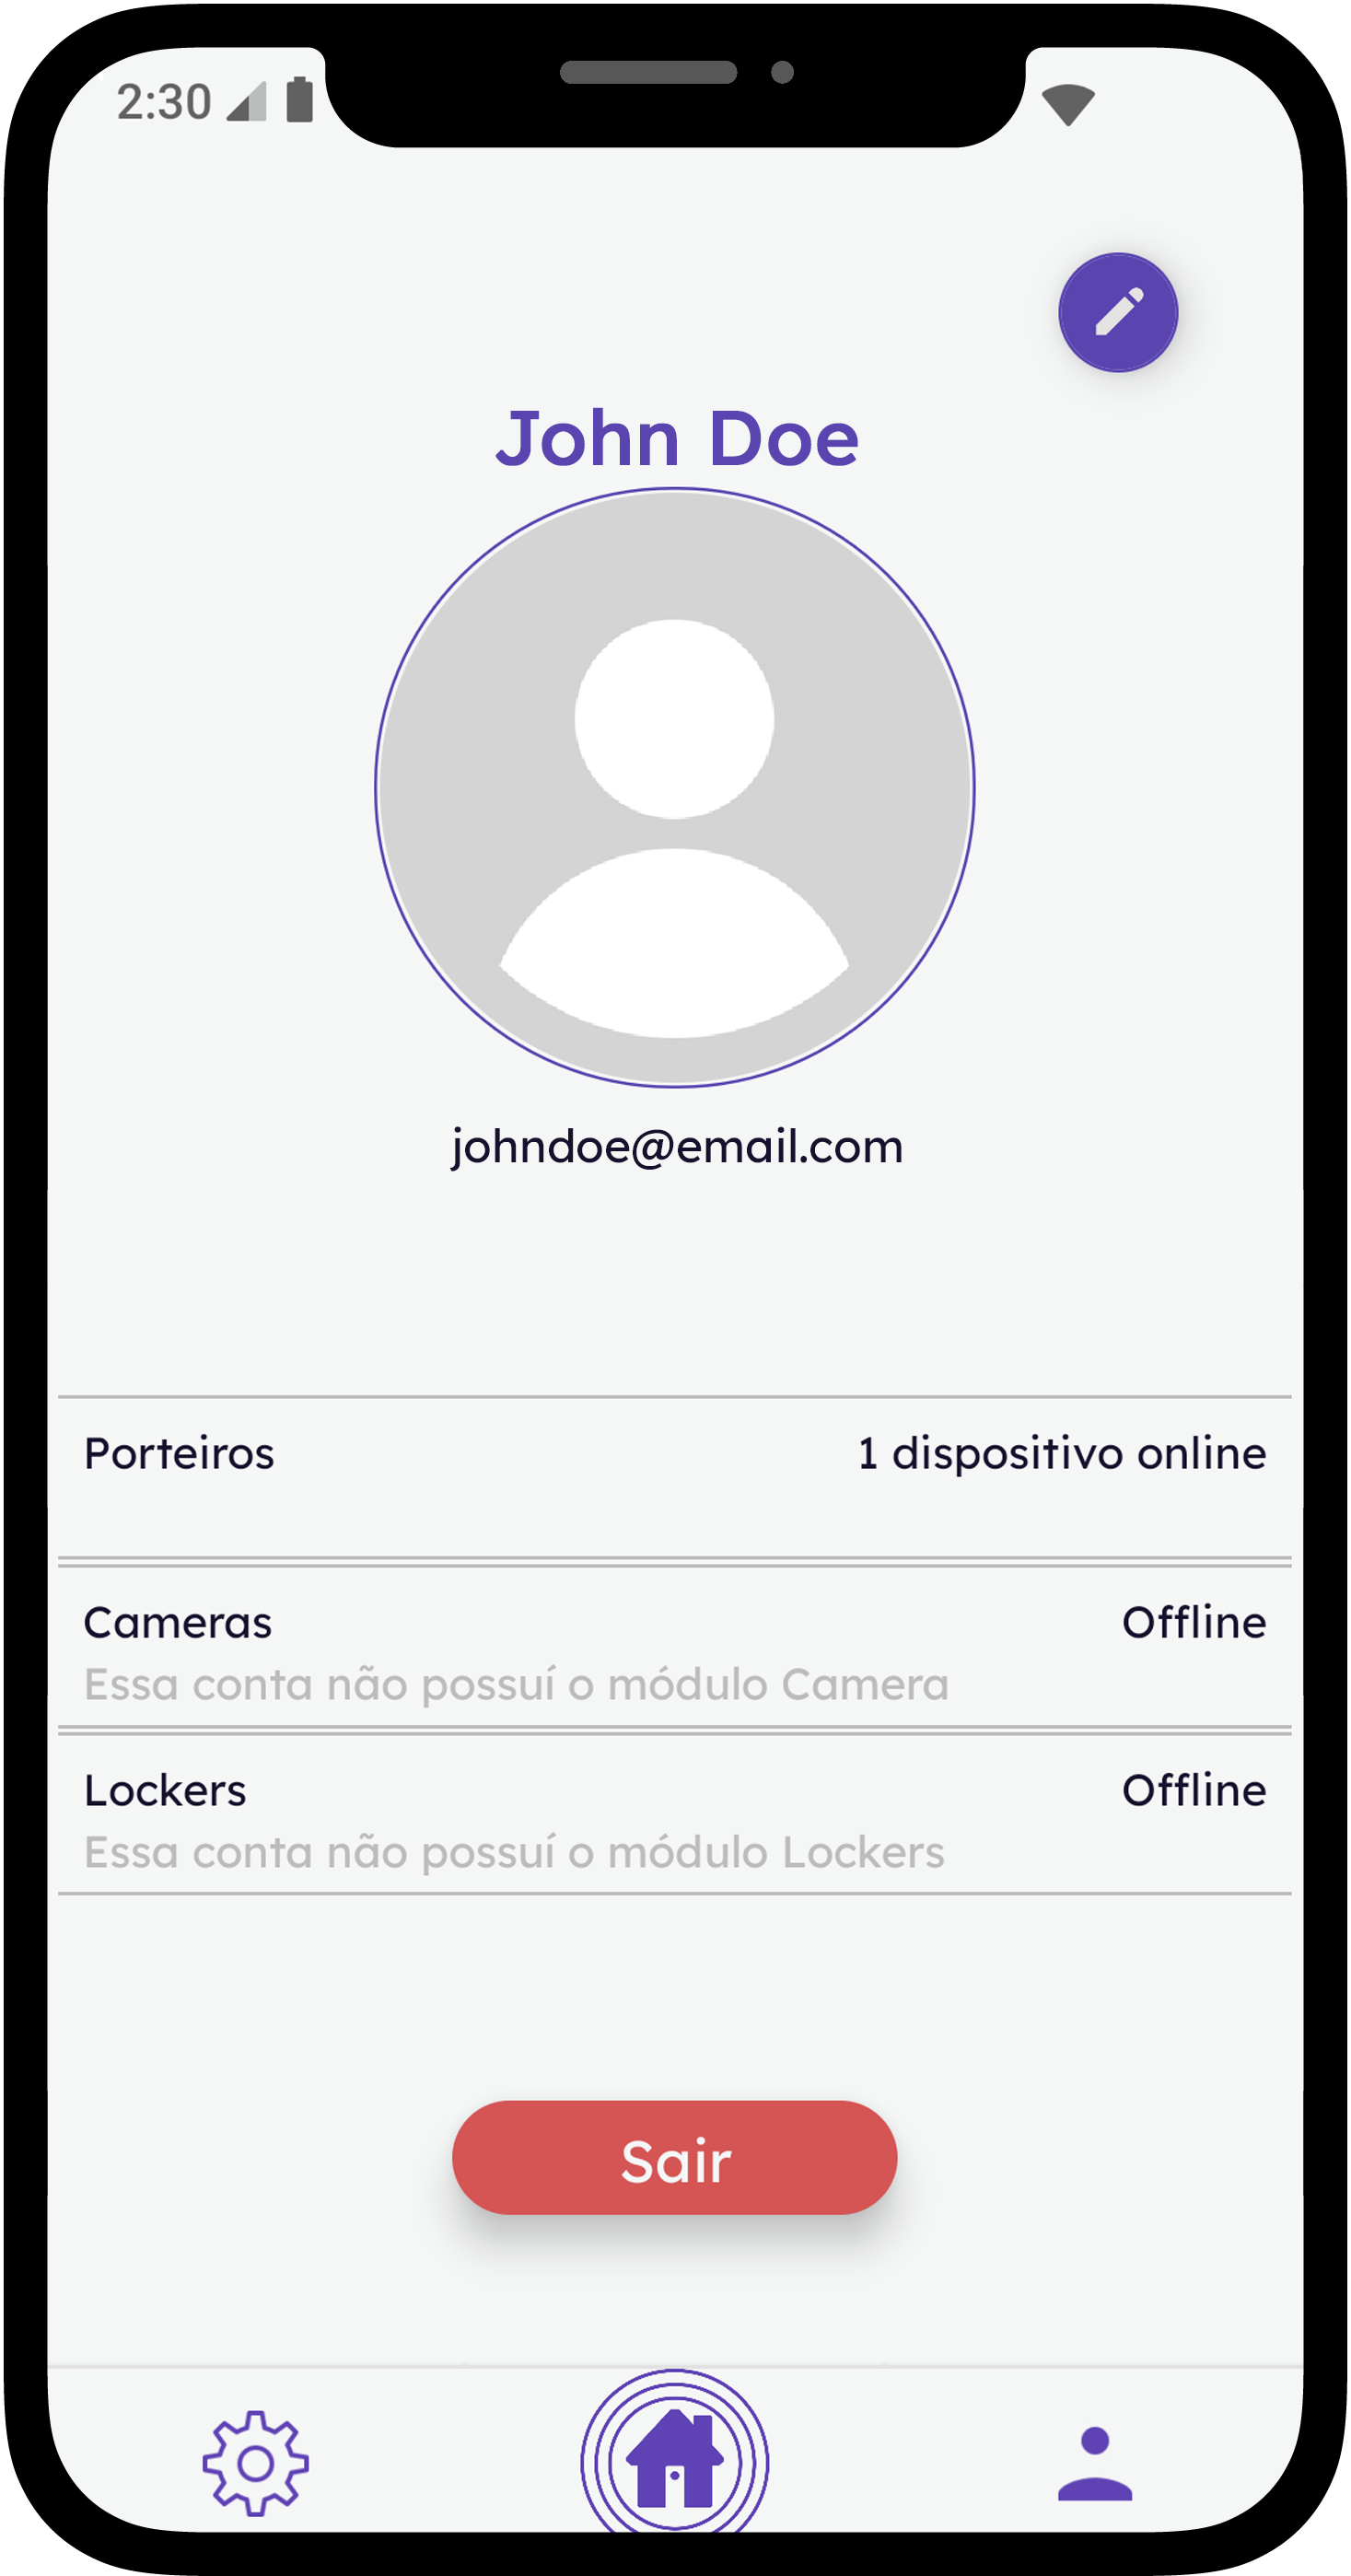 2:30
John Doe
johndoe@email.com
Porteiros 1 dispositivo online
Cameras Offline
Essa conta não possuí o módulo Camera
Lockers Offline
Essa conta não possuí o módulo Lockers
Sair